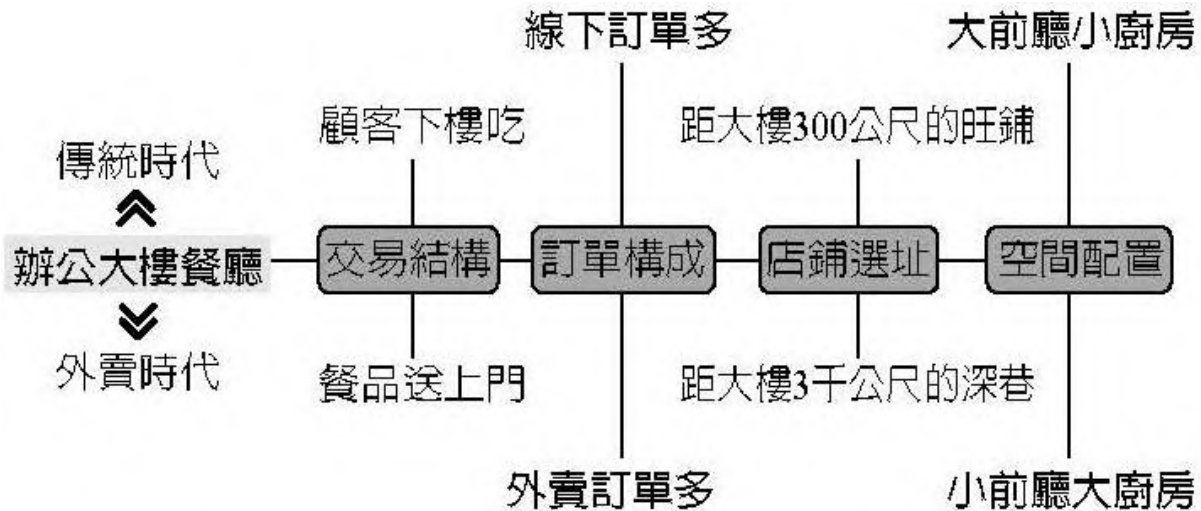 線下訂單多
大前廳小廚房
顧客下樓吃
距大樓300公尺的旺鋪
傳統時代
辦公大樓餐廳
交易結構
訂單構成
店鋪選址
空間配置
外賣時代
餐品送上門
距大樓3千公尺的深巷
外賣訂單多
小前廳大廚房